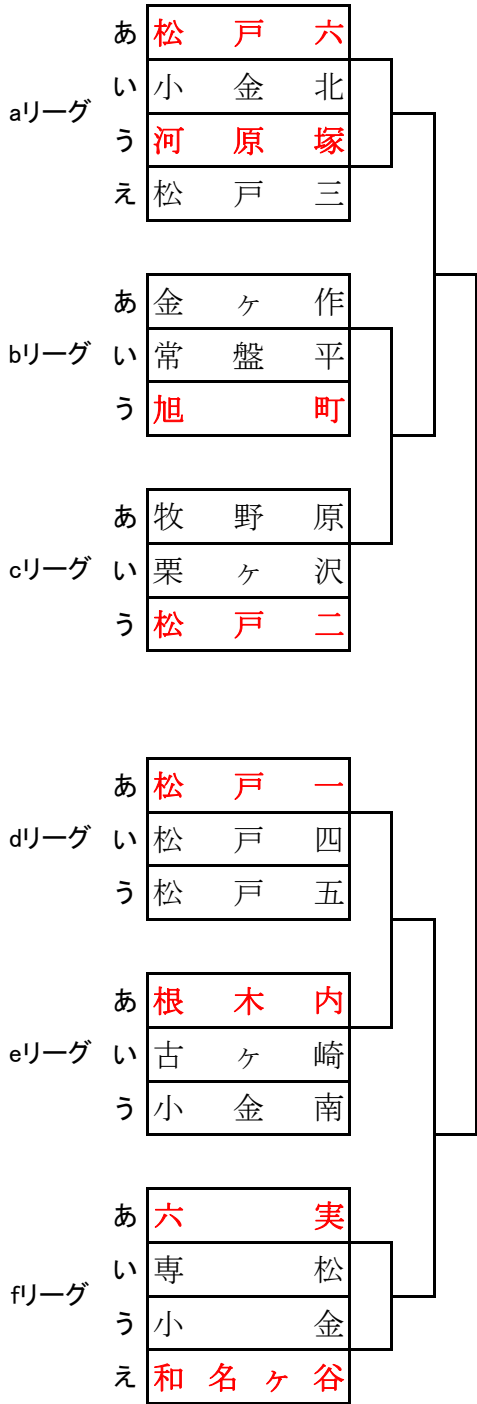 aリーグ
あ 松戸六
い 小金北
う 河原塚
え 松戸三
bリーグ
あ 金ヶ作
い 常盤平
う 旭町
cリーグ
あ 牧野原
い 栗ヶ沢
う 松戸二
dリーグ
あ 松戸一
い 松戸四
う 松戸五
eリーグ
あ 根木内
い 古ヶ崎
う 小金南
fリーグ
あ 六実
い 専松
う 小金
え 和名ヶ谷